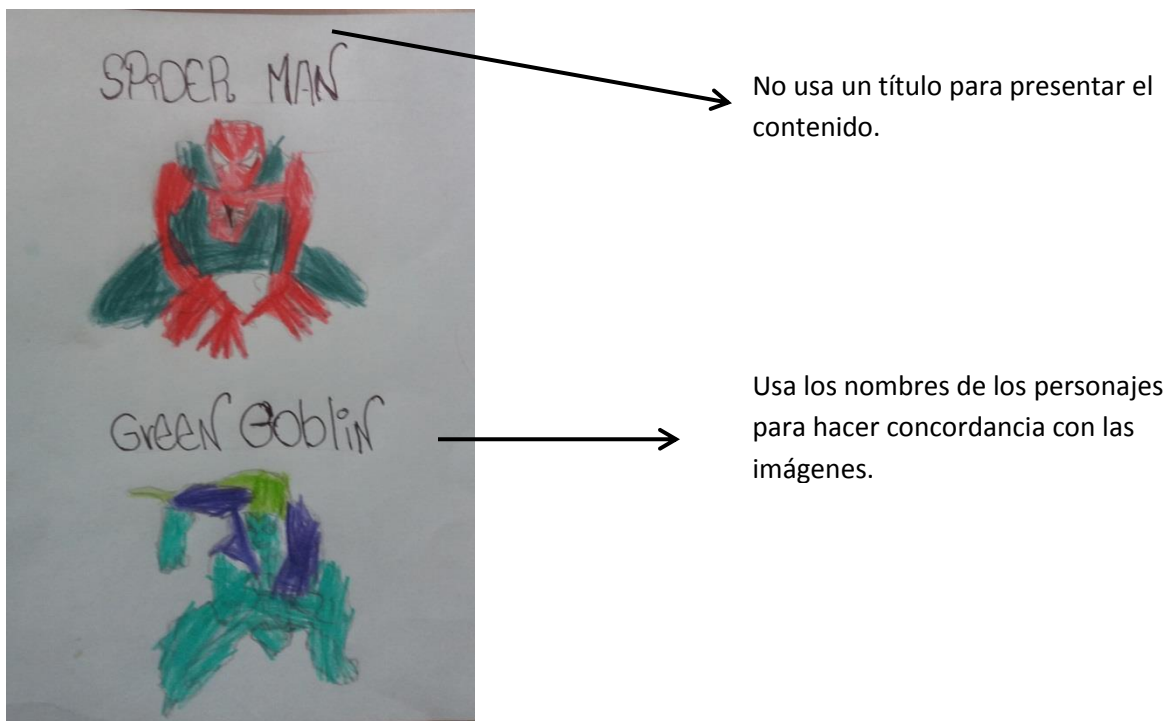 SPiDER MAN
No usa un título para presentar el
contenido.
GreeN GObliN
Usa los nombres de los personajes
para hacer concordancia con las
imágenes.